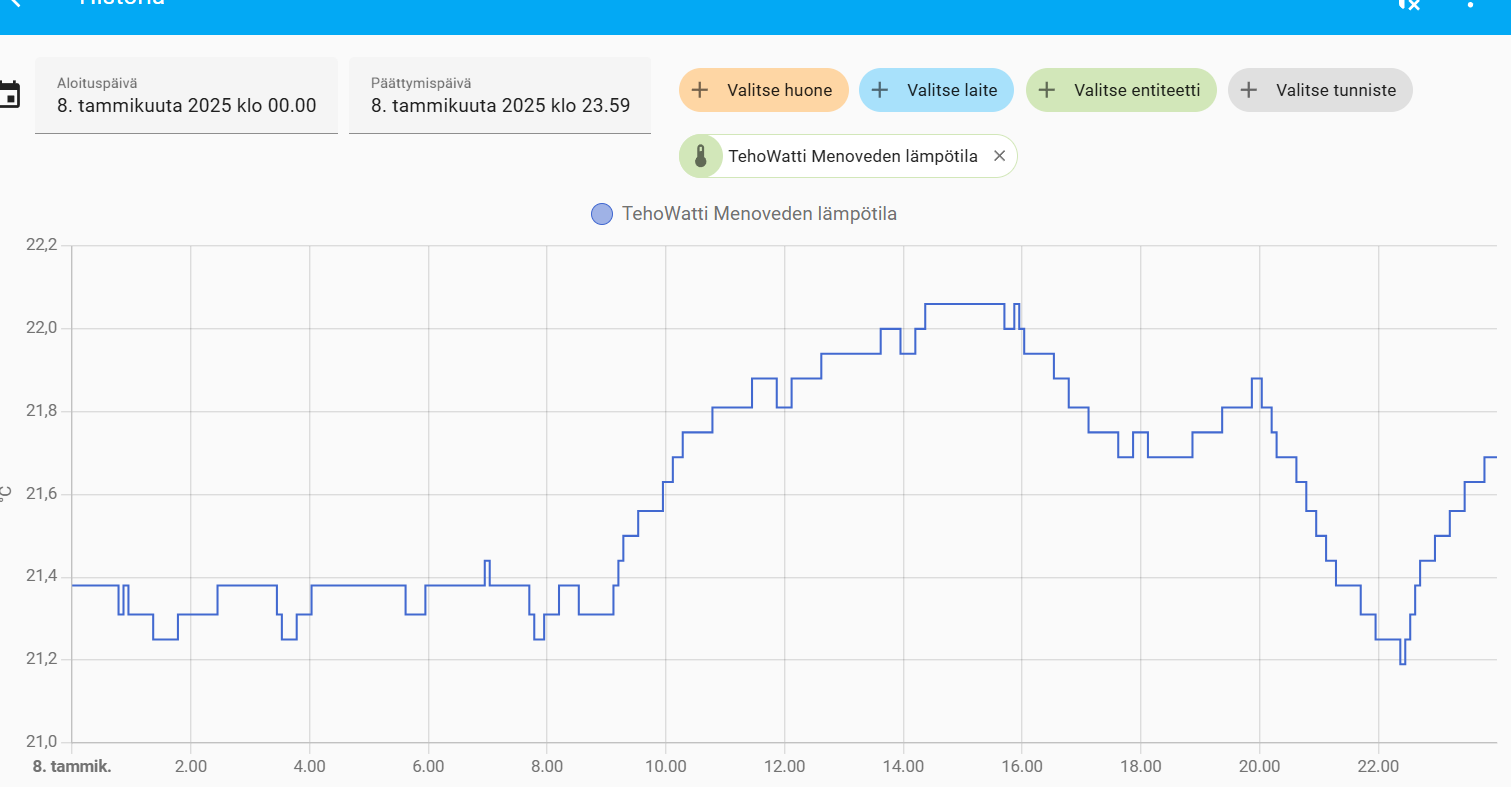 Historia
Aloituspäivä
8. tammikuuta 2025 klo 00.00
Päättymispäivä
8. tammikuuta 2025 klo 23.59
Valitse huone
Valitse laite
Valitse entiteetti
Valitse tunniste
TehoWatti Menoveden lämpötila
TehoWatti Menoveden lämpötila
22,2
22,0
21,8
21,6
21,4
21,2
21,0
°C
8. tammik.
2.00
4.00
6.00
8.00
10.00
12.00
14.00
16.00
18.00
20.00
22.00